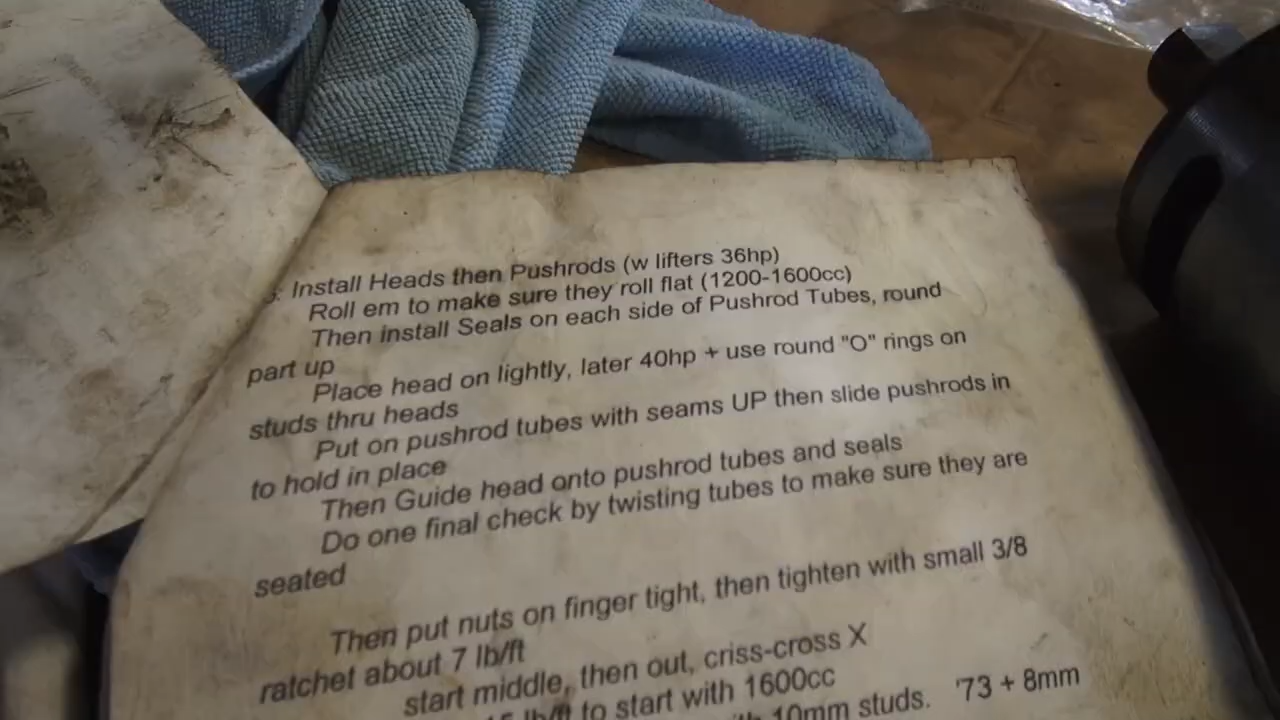 Install Heads then Pushrods (w lifters 36hp)
Roll em to make sure they roll flat (1200-1600cc)
Then install Seals on each side of Pushrod Tubes, round
part up
Place head on lightly, later 40hp + use round "O" rings on
studs thru heads
Put on pushrod tubes with seams UP then slide pushrods in
to hold in place
Then Guide head onto pushrod tubes and seals
Do one final check by twisting tubes to make sure they are
seated
Then put nuts on finger tight, then tighten with small 3/8
ratchet about 7 lb/ft
start middle, then out, criss-cross X
lb/ft to start with 1600cc
10mm studs. '73 + 8mm